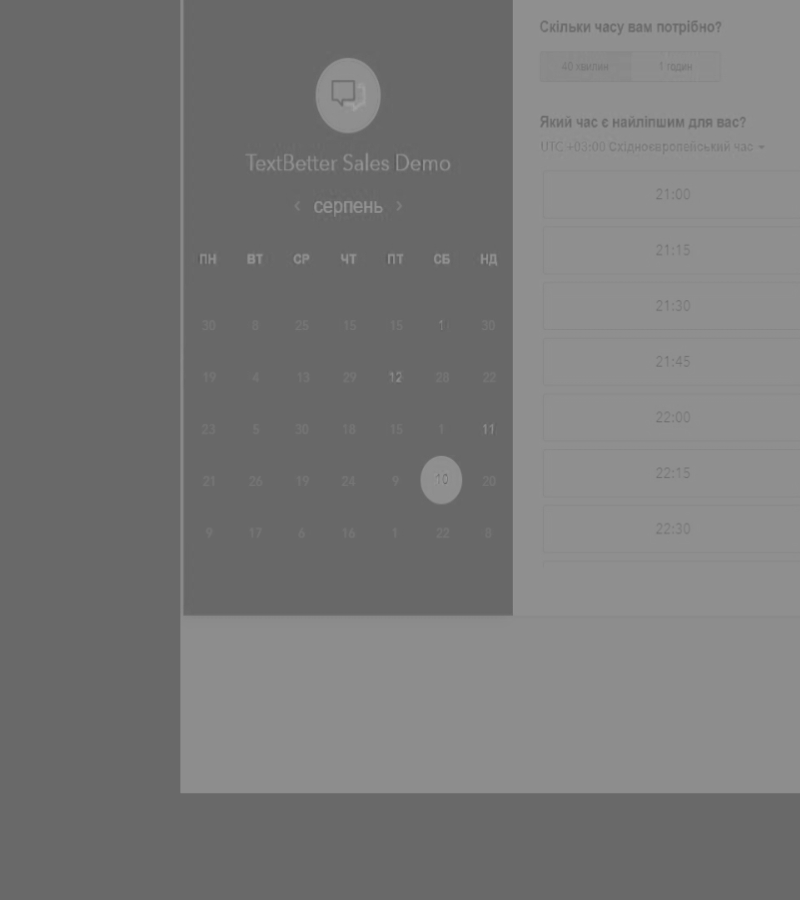 Скільки часу вам потрібно?
40 хвилин 1 годин
TextBetter Sales Demo
< серпень >
ПН ВТ СР ЧТ ПТ СБ НД
30 8 25 15 15 1 30
19 4 13 29 12 28 22
23 5 30 18 15 1 11
21 26 19 24 9 10 20
9 17 6 16 1 22 8
Який час є найліпшим для вас?
UTC +03:00 Східноєвропейський час
21:00
21:15
21:30
21:45
22:00
22:15
22:30